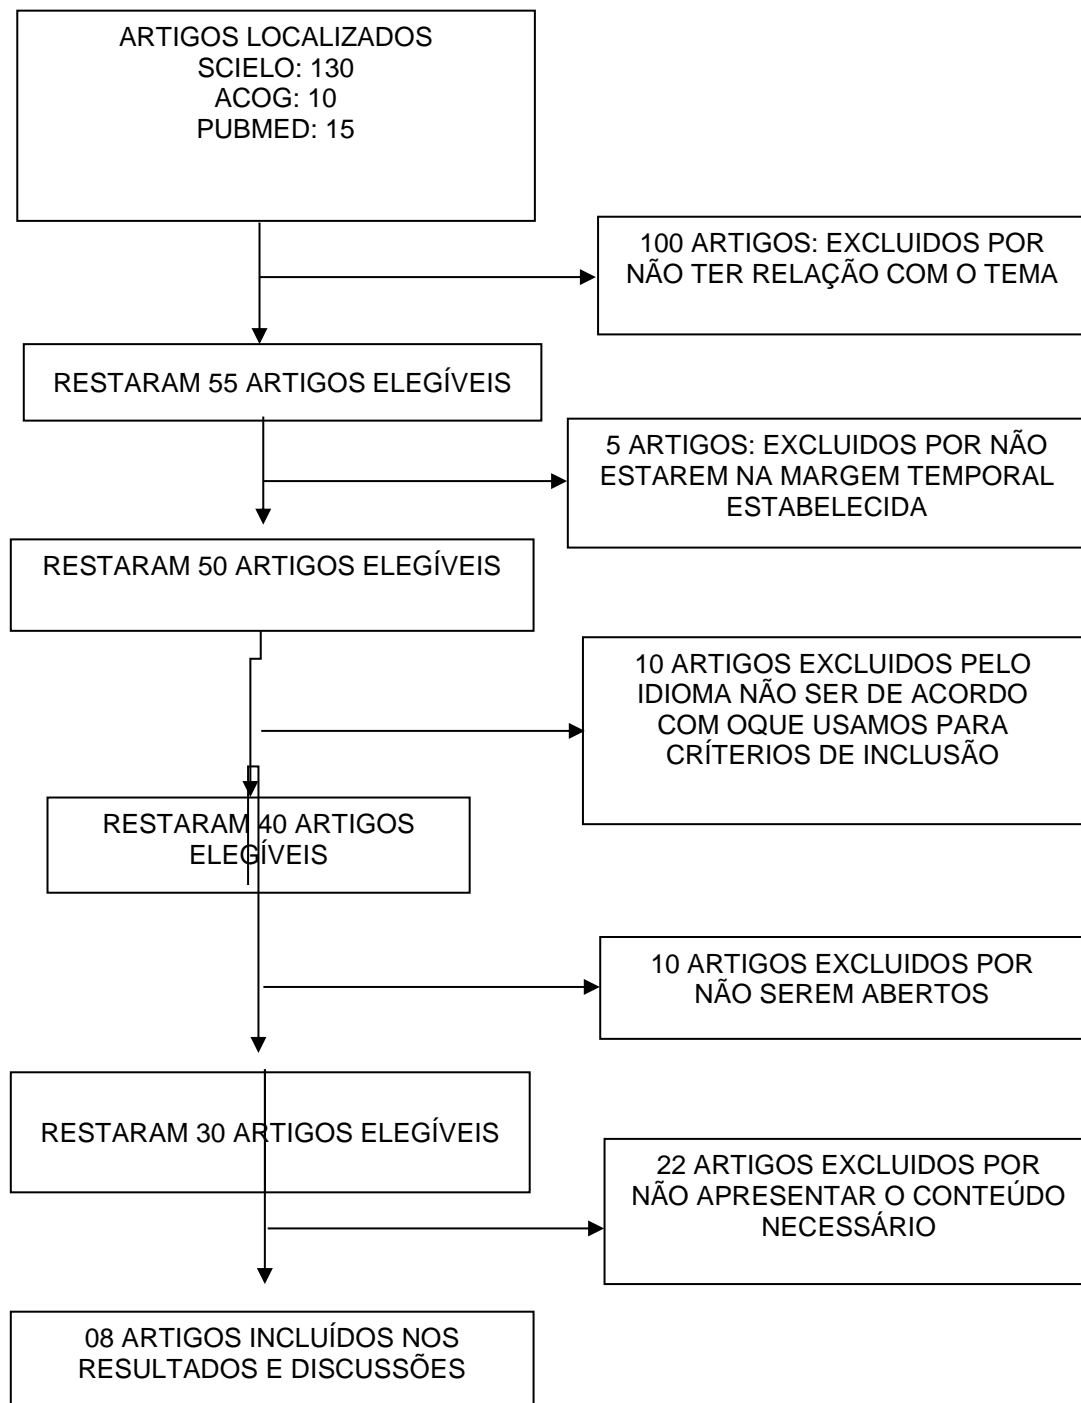 ARTIGOS LOCALIZADOS
SCIELO: 130
ACOG: 10
PUBMED: 15
100 ARTIGOS: EXCLUIDOS POR
NÃO TER RELAÇÃO COM O TEMA
RESTARAM 55 ARTIGOS ELEGÍVEIS
5 ARTIGOS: EXCLUIDOS POR NÃO
ESTAREM NA MARGEM TEMPORAL
ESTABELECIDA
RESTARAM 50 ARTIGOS ELEGÍVEIS
10 ARTIGOS EXCLUIDOS PELO
IDIOMA NÃO SER DE ACORDO
COM OQUE USAMOS PARA
CRÍTERIOS DE INCLUSÃO
RESTARAM 40 ARTIGOS
ELEGÍVEIS
10 ARTIGOS EXCLUIDOS POR
NÃO SEREM ABERTOS
RESTARAM 30 ARTIGOS ELEGÍVEIS
22 ARTIGOS EXCLUIDOS POR
NÃO APRESENTAR O CONTEÚDO
NECESSÁRIO
08 ARTIGOS INCLUÍDOS NOS
RESULTADOS E DISCUSSÕES